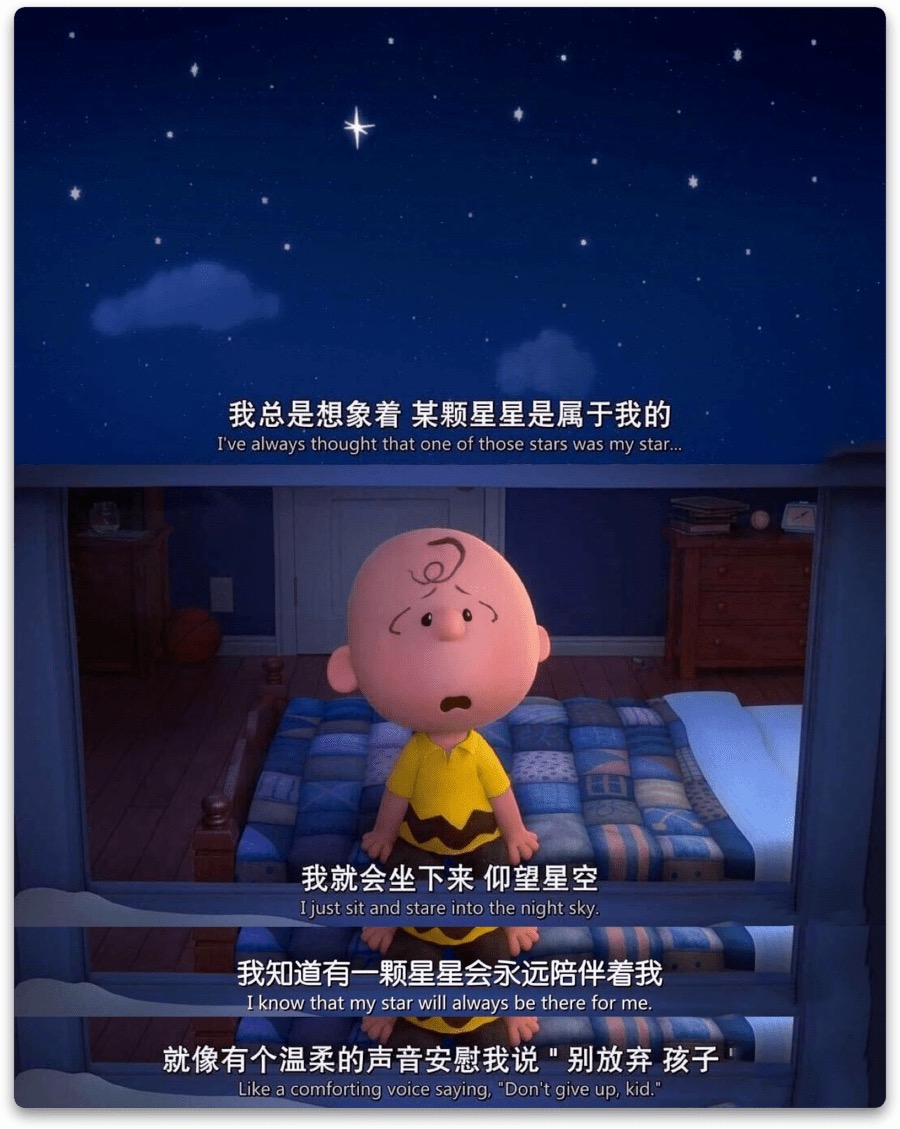 我总是想象着 某颗星星是属于我的
I've always thought that one of those stars was my star...
我就会坐下来 仰望星空
I just sit and stare into the night sky.
我知道有一颗星星会永远陪伴着我
I know that my star will always be there for me.
就像有个温柔的声音安慰我说 " 别放弃 孩子 "
Like a comforting voice saying, "Don't give up, kid."